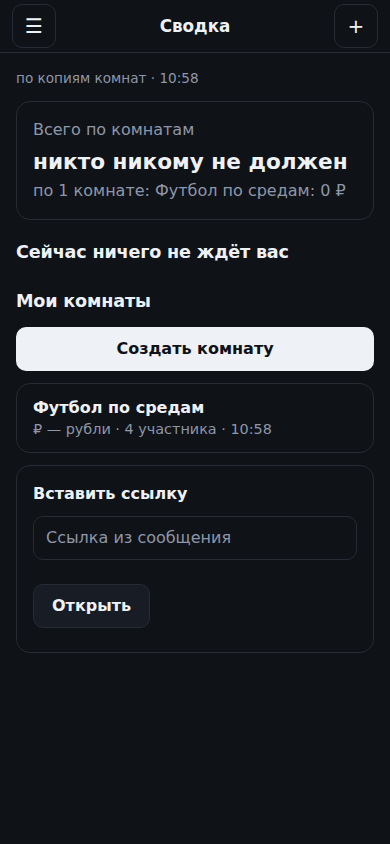 ☰ Сводка +
по копиям комнат · 10:58
Всего по комнатам
никто никому не должен
по 1 комнате: Футбол по средам: 0 ₽
Сейчас ничего не ждёт вас
Мои комнаты
Создать комнату
Футбол по средам
₽ — рубли · 4 участника · 10:58
Вставить ссылку
Ссылка из сообщения
Открыть